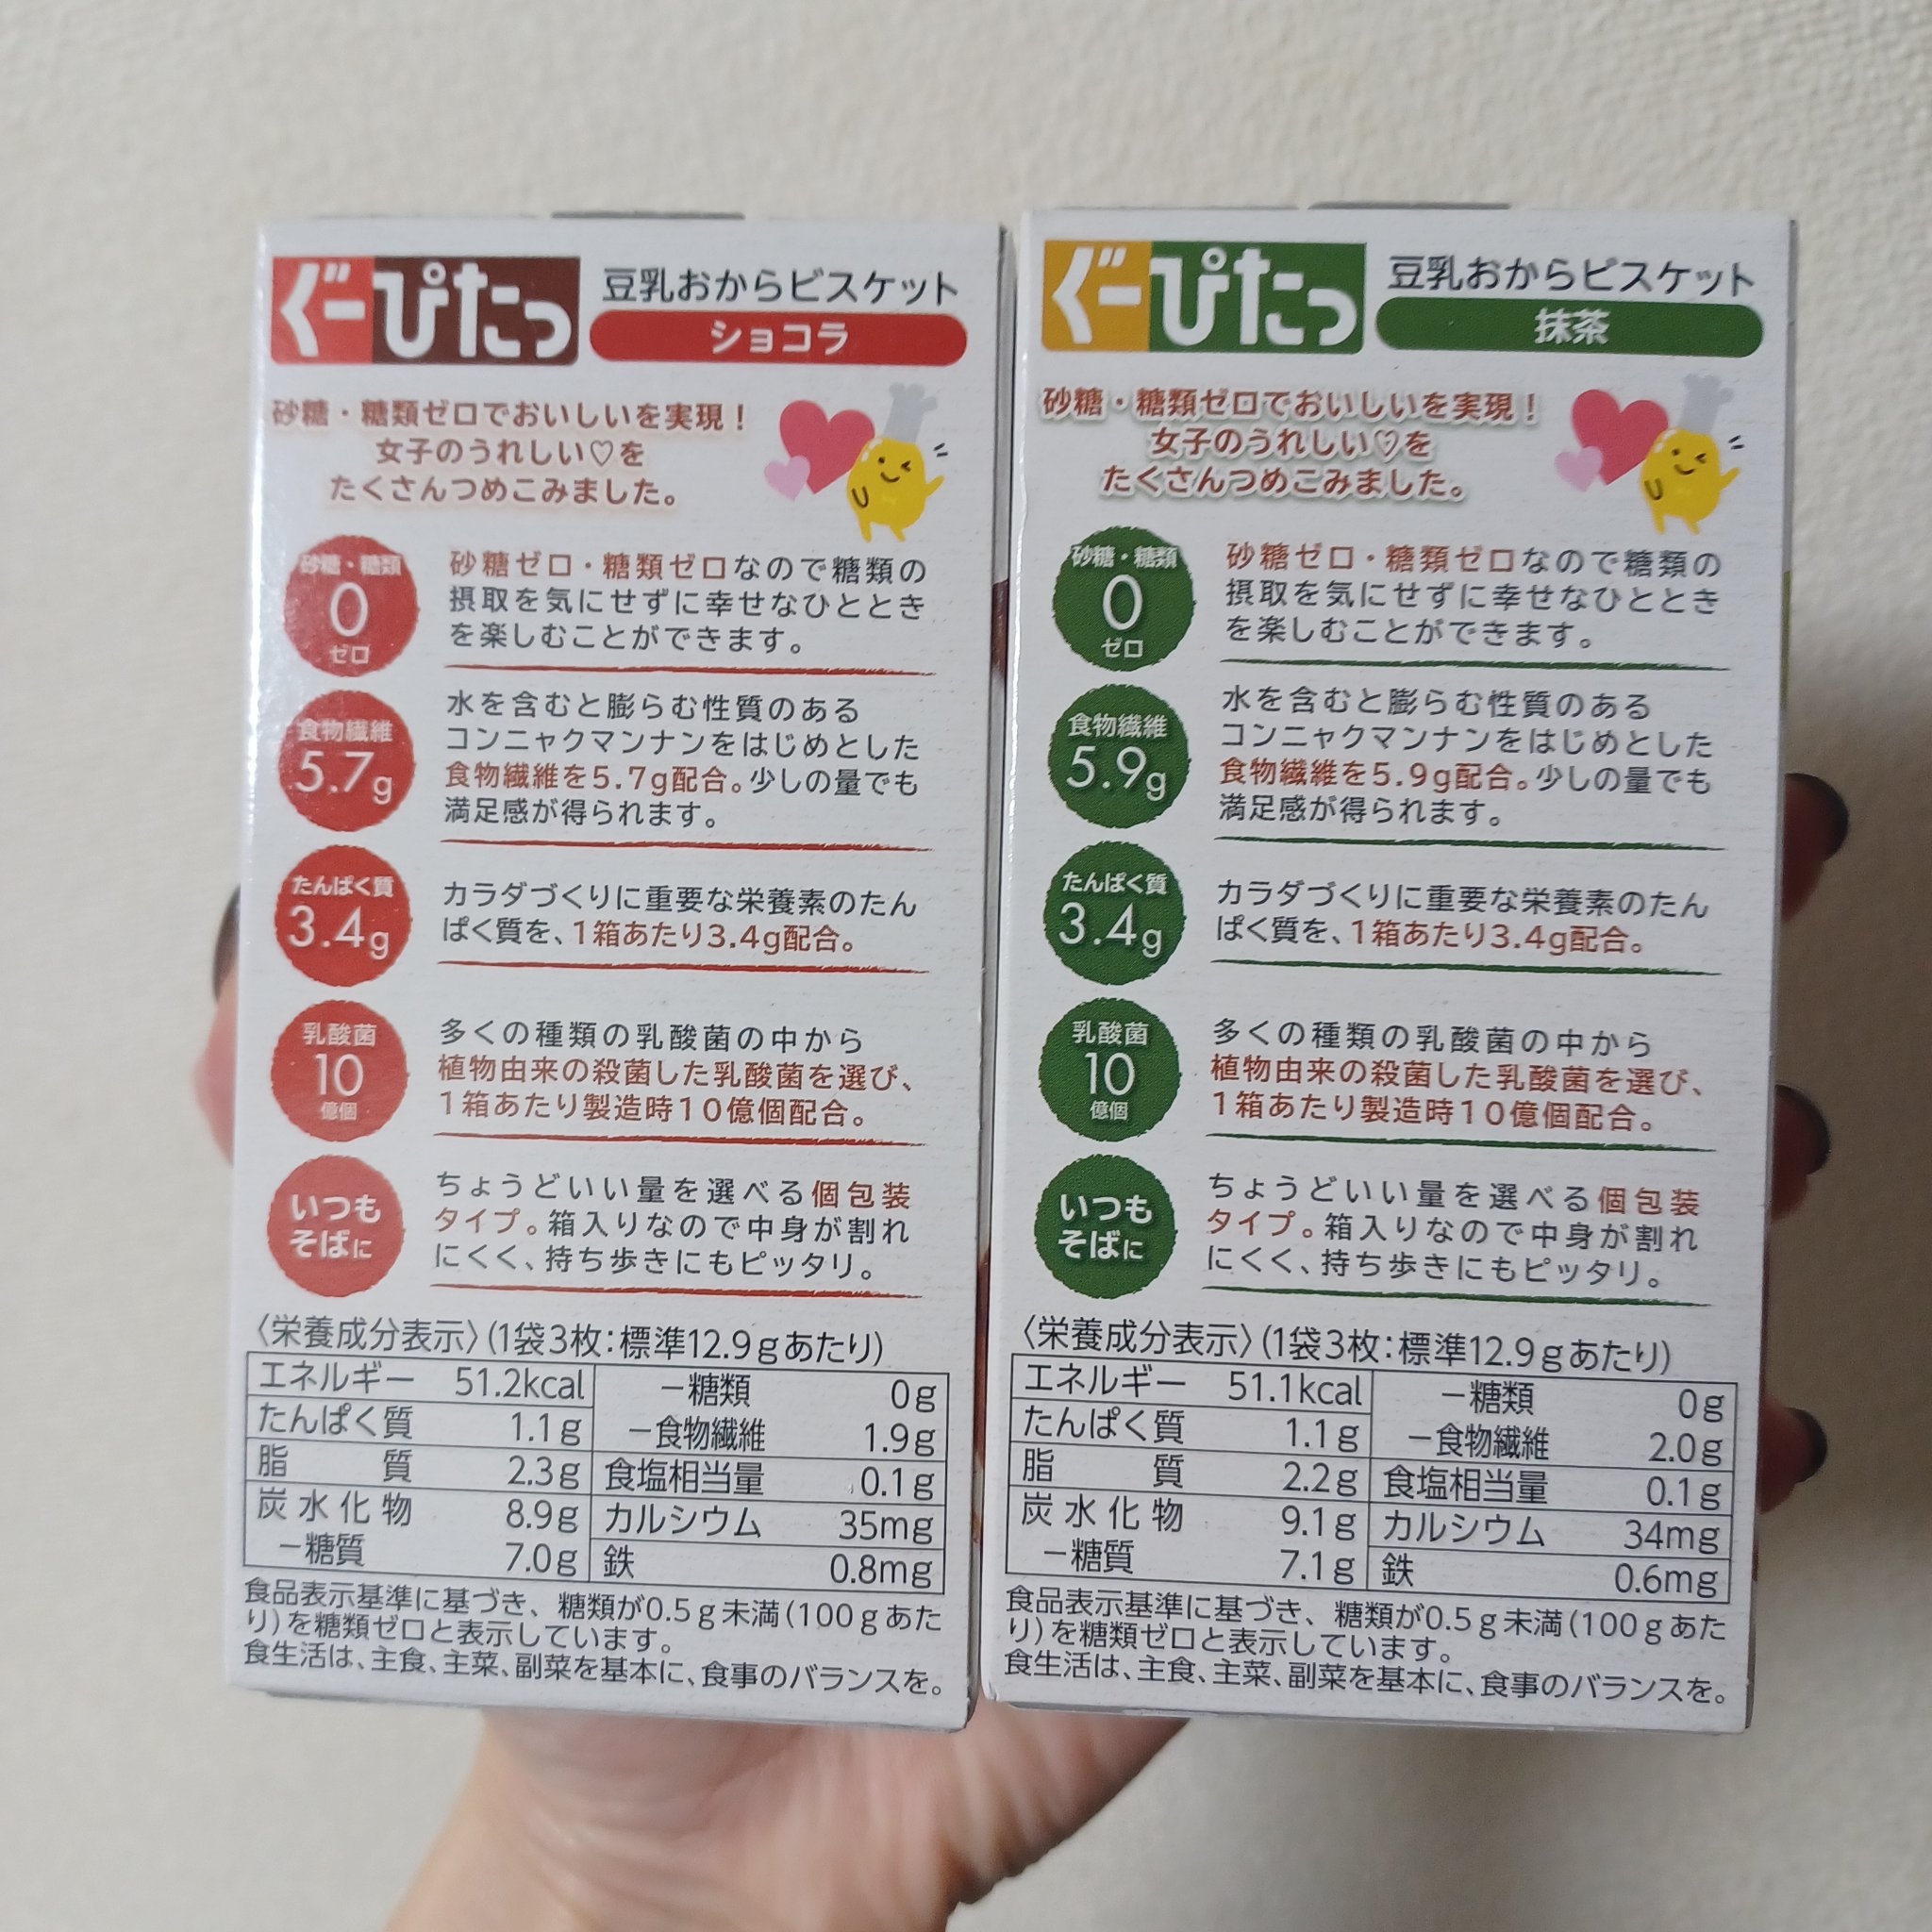 ぐーぴたっ
豆乳おからビスケット
ショコラ
砂糖・糖類ゼロでおいしいを実現！
女子のうれしい♡を
たくさんつめこみました。
砂糖・糖類
0
ゼロ
砂糖ゼロ・糖類ゼロなので糖類の
摂取を気にせずに幸せなひととき
を楽しむことができます。
食物繊維
5.7g
水を含むと膨らむ性質のある
コンニャクマンナンをはじめとした
食物繊維を5.7g配合。少しの量でも
満足感が得られます。
たんぱく質
3.4g
カラダづくりに重要な栄養素のたん
ぱく質を、1箱あたり3.4g配合。
乳酸菌
10
億個
多くの種類の乳酸菌の中から
植物由来の殺菌した乳酸菌を選び、
1箱あたり製造時10億個配合。
いつも
そばに
ちょうどいい量を選べる個包装
タイプ。箱入りなので中身が割れ
にくく、持ち歩きにもピッタリ。
〈栄養成分表示〉(1袋3枚:標準12.9gあたり)
エネルギー 51.2kcal
たんぱく質 1.1g
脂質 2.3g
炭水化物 8.9g
－糖質 7.0g
－糖類 0g
－食物繊維 1.9g
食塩相当量 0.1g
カルシウム 35mg
鉄 0.8mg
食品表示基準に基づき、糖類が0.5g未満(100gあた
り)を糖類ゼロと表示しています。
食生活は、主食、主菜、副菜を基本に、食事のバランスを。
ぐーぴたっ
豆乳おからビスケット
抹茶
砂糖・糖類ゼロでおいしいを実現！
女子のうれしい♡を
たくさんつめこみました。
砂糖・糖類
0
ゼロ
砂糖ゼロ・糖類ゼロなので糖類の
摂取を気にせずに幸せなひととき
を楽しむことができます。
食物繊維
5.9g
水を含むと膨らむ性質のある
コンニャクマンナンをはじめとした
食物繊維を5.9g配合。少しの量でも
満足感が得られます。
たんぱく質
3.4g
カラダづくりに重要な栄養素のたん
ぱく質を、1箱あたり3.4g配合。
乳酸菌
10
億個
多くの種類の乳酸菌の中から
植物由来の殺菌した乳酸菌を選び、
1箱あたり製造時10億個配合。
いつも
そばに
ちょうどいい量を選べる個包装
タイプ。箱入りなので中身が割れ
にくく、持ち歩きにもピッタリ。
〈栄養成分表示〉(1袋3枚:標準12.9gあたり)
エネルギー 51.1kcal
たんぱく質 1.1g
脂質 2.2g
炭水化物 9.1g
－糖質 7.1g
－糖類 0g
－食物繊維 2.0g
食塩相当量 0.1g
カルシウム 34mg
鉄 0.6mg
食品表示基準に基づき、糖類が0.5g未満(100gあた
り)を糖類ゼロと表示しています。
食生活は、主食、主菜、副菜を基本に、食事のバランスを。